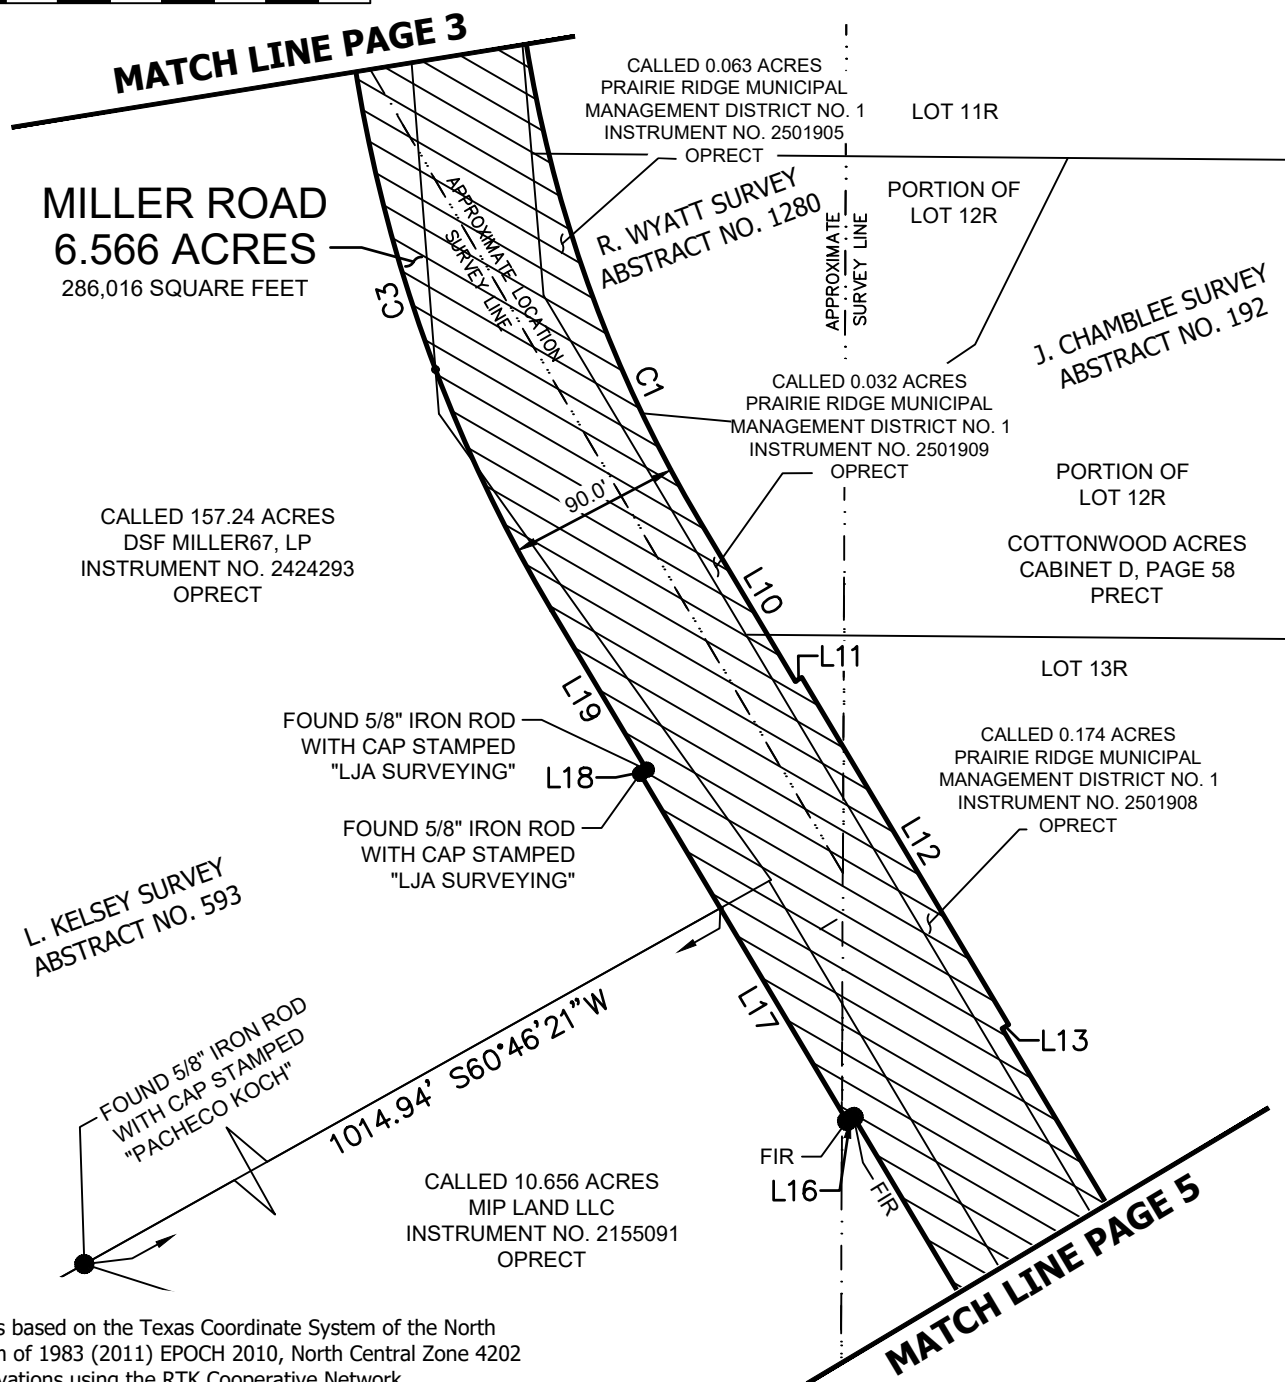 MATCH LINE PAGE 3
CALLED 0.063 ACRES
PRAIRIE RIDGE MUNICIPAL
MANAGEMENT DISTRICT NO. 1
INSTRUMENT NO. 2501905
OPRECT
LOT 11R
MILLER ROAD
6.566 ACRES
286,016 SQUARE FEET
APPROXIMATE LOCATION
SURVEY LINE
R. WYATT SURVEY
ABSTRACT NO. 1280
APPROXIMATE
SURVEY LINE
PORTION OF
LOT 12R
J. CHAMBLEE SURVEY
ABSTRACT NO. 192
C3
C1
CALLED 0.032 ACRES
PRAIRIE RIDGE MUNICIPAL
MANAGEMENT DISTRICT NO. 1
INSTRUMENT NO. 2501909
OPRECT
PORTION OF
LOT 12R
COTTONWOOD ACRES
CABINET D, PAGE 58
PRECT
90.0'
CALLED 157.24 ACRES
DSF MILLER67, LP
INSTRUMENT NO. 2424293
OPRECT
L10
L11
LOT 13R
L19
FOUND 5/8" IRON ROD
WITH CAP STAMPED
"LJA SURVEYING"
L18
FOUND 5/8" IRON ROD
WITH CAP STAMPED
"LJA SURVEYING"
CALLED 0.174 ACRES
PRAIRIE RIDGE MUNICIPAL
MANAGEMENT DISTRICT NO. 1
INSTRUMENT NO. 2501908
OPRECT
L12
L. KELSEY SURVEY
ABSTRACT NO. 593
L17
L13
FOUND 5/8" IRON ROD
WITH CAP STAMPED
"PACHECO KOCH"
1014.94' S60°46'21"W
FIR
L16
FIR
CALLED 10.656 ACRES
MIP LAND LLC
INSTRUMENT NO. 2155091
OPRECT
MATCH LINE PAGE 5
s based on the Texas Coordinate System of the North
of 1983 (2011) EPOCH 2010, North Central Zone 4202
vations using the RTK Cooperative Network